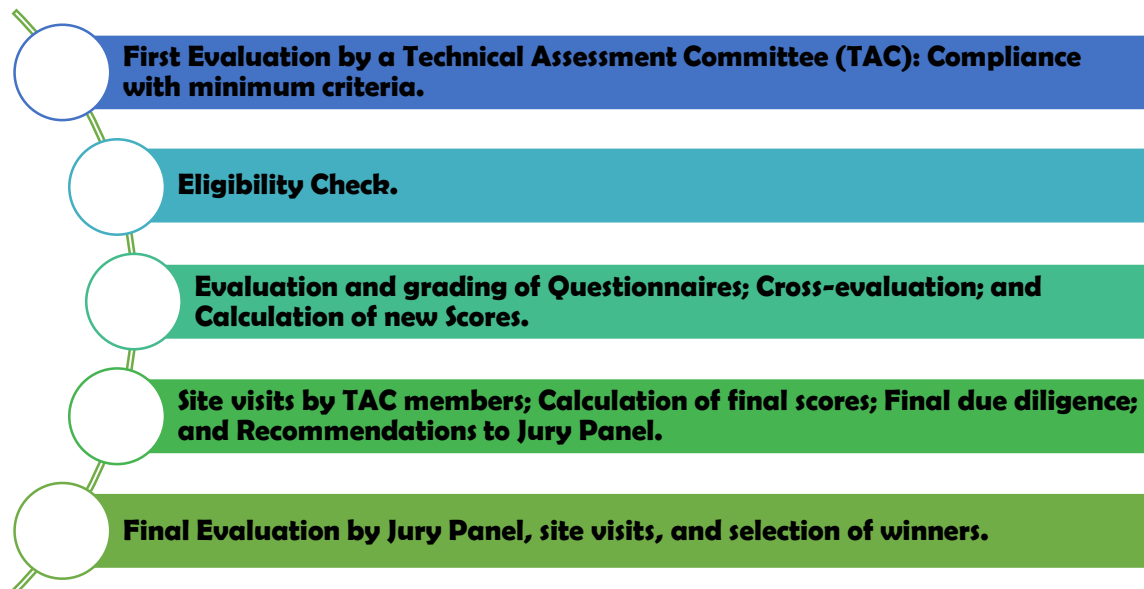 First Evaluation by a Technical Assessment Committee (TAC): Compliance
with minimum criteria.
Eligibility Check.
Evaluation and grading of Questionnaires; Cross-evaluation; and
Calculation of new Scores.
Site visits by TAC members; Calculation of final scores; Final due diligence;
and Recommendations to Jury Panel.
Final Evaluation by Jury Panel, site visits, and selection of winners.